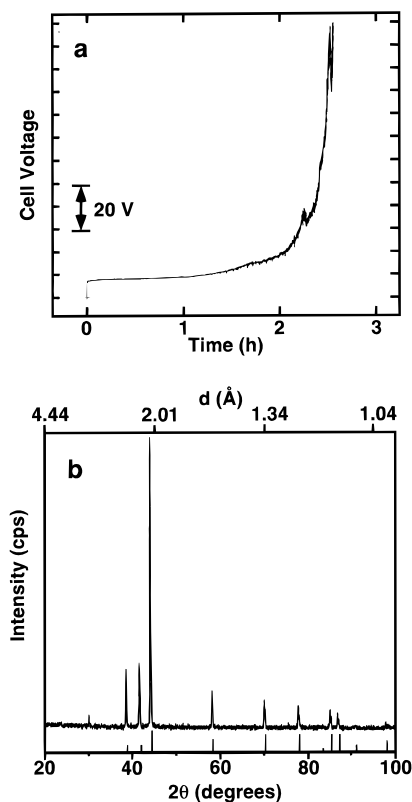 a
Cell Voltage
20 V
0 1 2 3
Time (h)
d (Å)
4.44 2.01 1.34 1.04
b
Intensity (cps)
20 40 60 80 100
2θ (degrees)